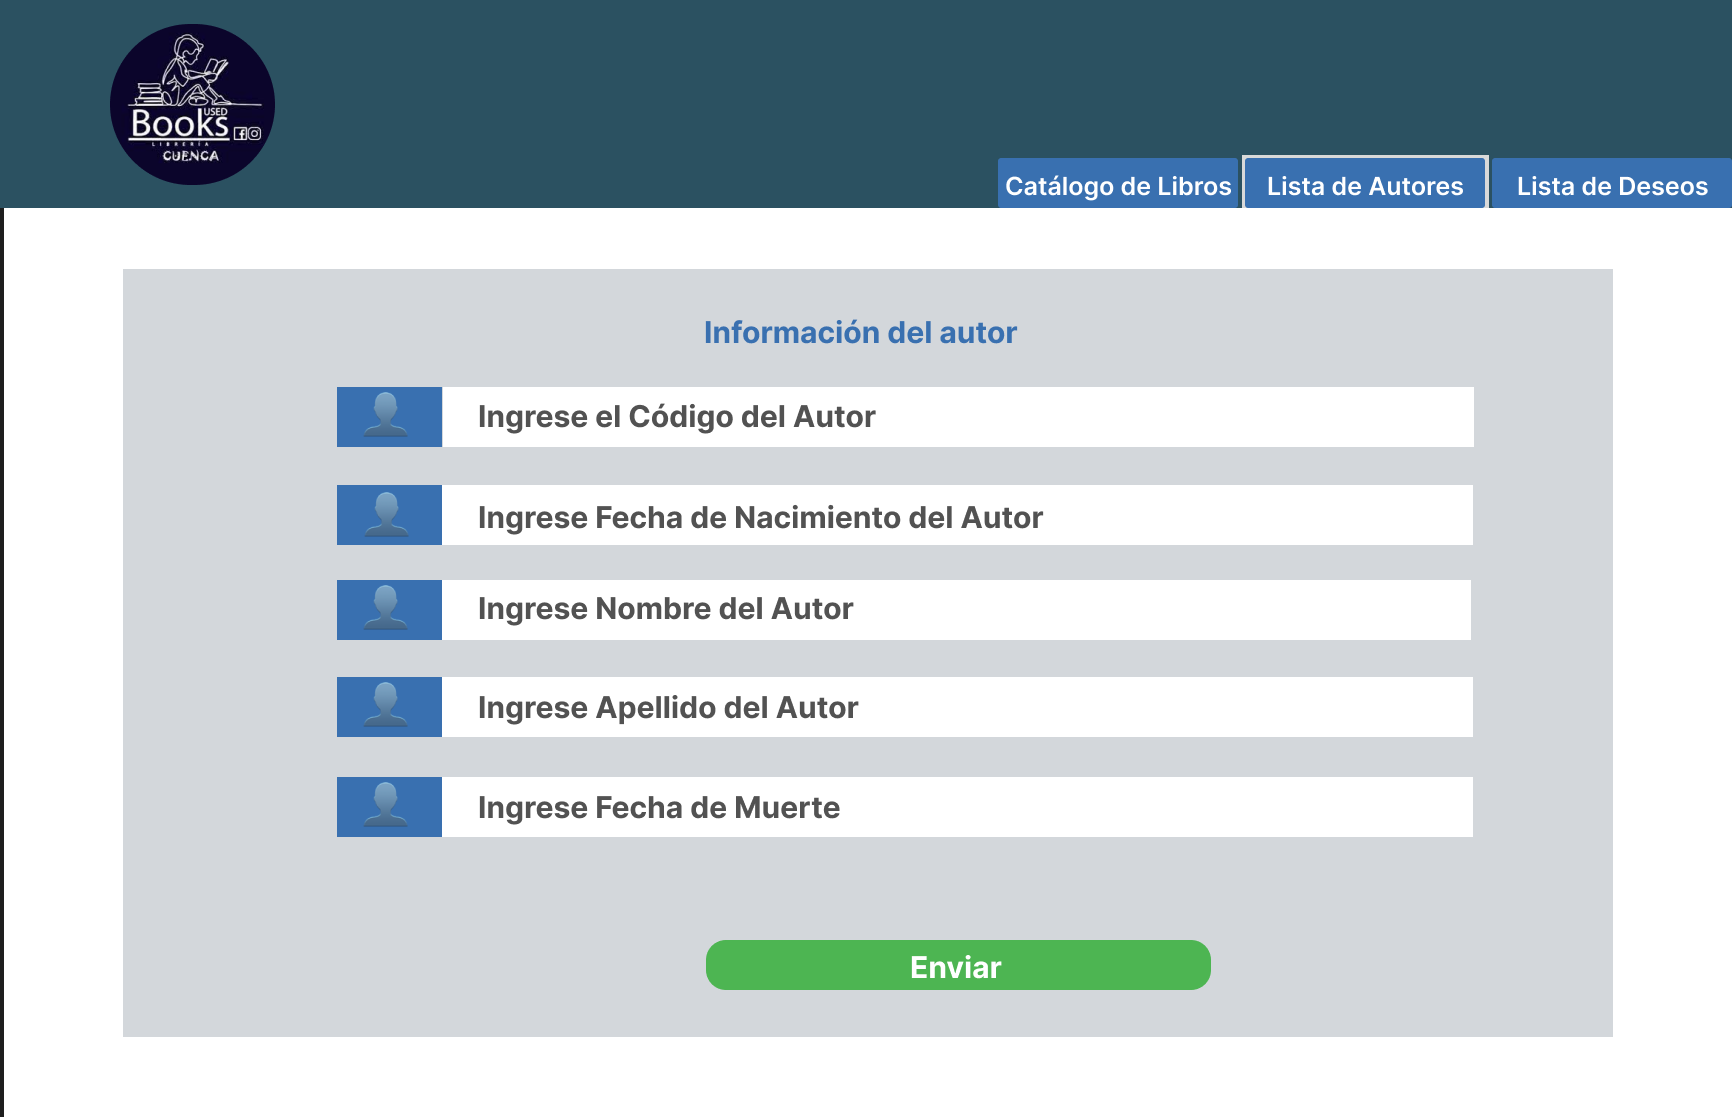 USED
Books
LIBRERÍA
CUENCA
Catálogo de Libros
Lista de Autores
Lista de Deseos
Información del autor
Ingrese el Código del Autor
Ingrese Fecha de Nacimiento del Autor
Ingrese Nombre del Autor
Ingrese Apellido del Autor
Ingrese Fecha de Muerte
Enviar